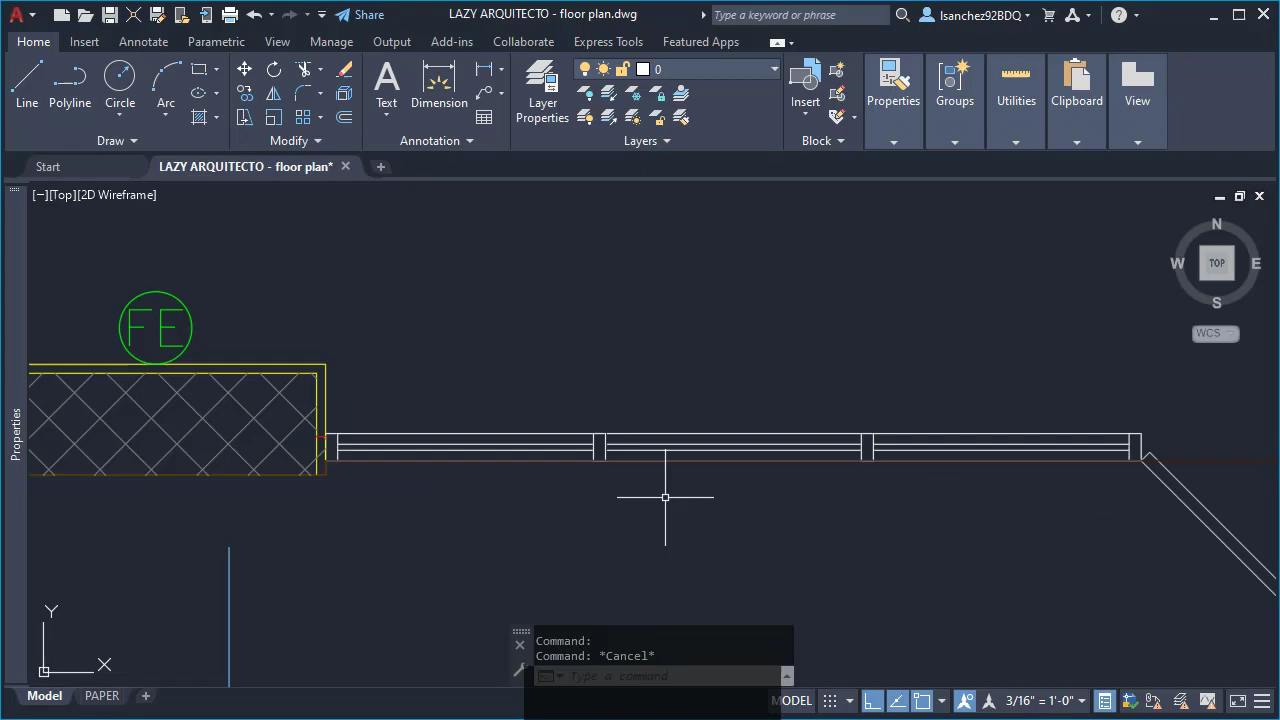 Share
LAZY ARQUITECTO - floor plan.dwg
Type a keyword or phrase
lsanchez92BDQ
Home Insert Annotate Parametric View Manage Output Add-ins Collaborate Express Tools Featured Apps
Line Polyline Circle Arc
Text Dimension
Layer Properties
0
Insert
Properties Groups Utilities Clipboard View
Draw Modify Annotation Layers Block
Start
LAZY ARQUITECTO - floor plan*
[−][Top][2D Wireframe]
N
W TOP E
S
WCS
FE
Properties
Y
X
Command:
Command: *Cancel*
Type a command
Model PAPER
MODEL
3/16" = 1'-0"